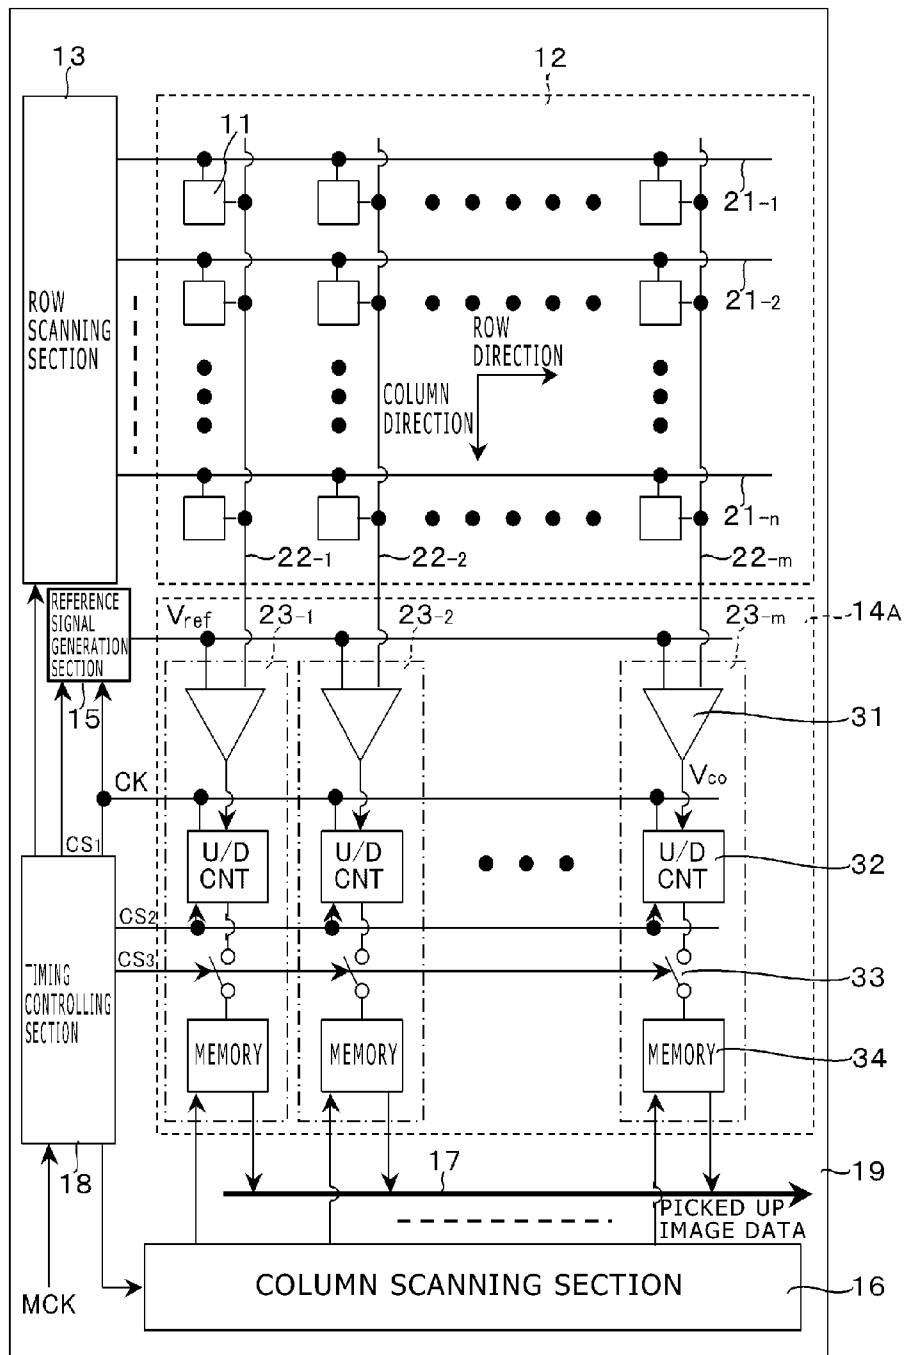 13
12
11
21-1
21-2
ROW
SCANNING
SECTION
ROW
DIRECTION
COLUMN
DIRECTION
21-n
22-1
22-2
22-m
REFERENCE
SIGNAL
GENERATION
SECTION
Vref
23-1
23-2
23-m
14A
15
31
CK
Vco
CS1
U/D
CNT
U/D
CNT
U/D
CNT
32
CS2
CS3
33
TIMING
CONTROLLING
SECTION
MEMORY
MEMORY
MEMORY
34
18
17
19
PICKED UP
IMAGE DATA
MCK
COLUMN SCANNING SECTION
16